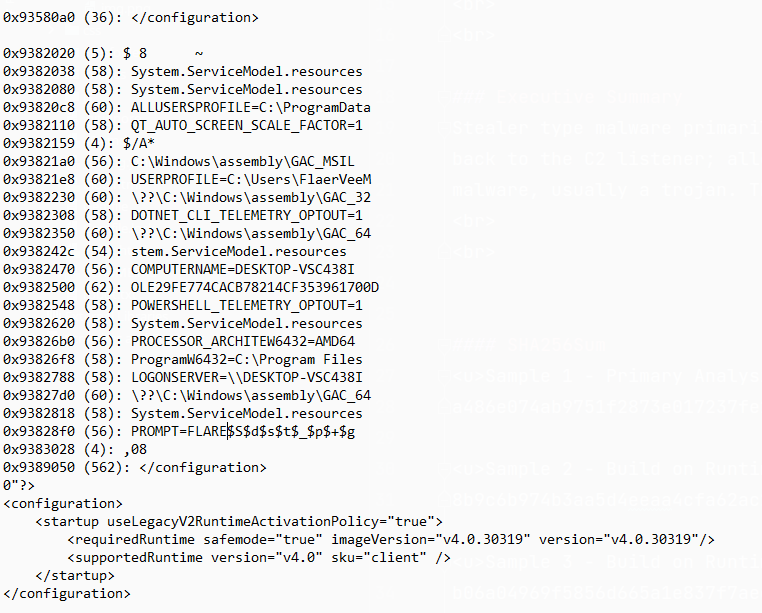 0x93580a0 (36): </configuration>
0x9382020 (5): $ 8 ~
0x9382038 (58): System.ServiceModel.resources
0x9382080 (58): System.ServiceModel.resources
0x93820c8 (60): ALLUSERSPROFILE=C:\ProgramData
0x9382110 (58): QT_AUTO_SCREEN_SCALE_FACTOR=1
0x9382159 (4): $/A*
0x93821a0 (56): C:\Windows\assembly\GAC_MSIL
0x93821e8 (60): USERPROFILE=C:\Users\FlaerVeeM
0x9382230 (60): \??\C:\Windows\assembly\GAC_32
0x9382308 (58): DOTNET_CLI_TELEMETRY_OPTOUT=1
0x9382350 (60): \??\C:\Windows\assembly\GAC_64
0x938242c (54): stem.ServiceModel.resources
0x9382470 (56): COMPUTERNAME=DESKTOP-VSC438I
0x9382500 (62): OLE29FE774CACB78214CF353961700D
0x9382548 (58): POWERSHELL_TELEMETRY_OPTOUT=1
0x9382620 (58): System.ServiceModel.resources
0x93826b0 (56): PROCESSOR_ARCHITEW6432=AMD64
0x93826f8 (58): ProgramW6432=C:\Program Files
0x9382788 (58): LOGONSERVER=\\DESKTOP-VSC438I
0x93827d0 (60): \??\C:\Windows\assembly\GAC_64
0x9382818 (58): System.ServiceModel.resources
0x93828f0 (56): PROMPT=FLARE$S$d$s$t$_$p$+$g
0x9383028 (4): ,08
0x9389050 (562): </configuration>
0"?>
<configuration>
    <startup useLegacyV2RuntimeActivationPolicy="true">
        <requiredRuntime safemode="true" imageVersion="v4.0.30319" version="v4.0.30319"/>
        <supportedRuntime version="v4.0" sku="client" />
    </startup>
</configuration>